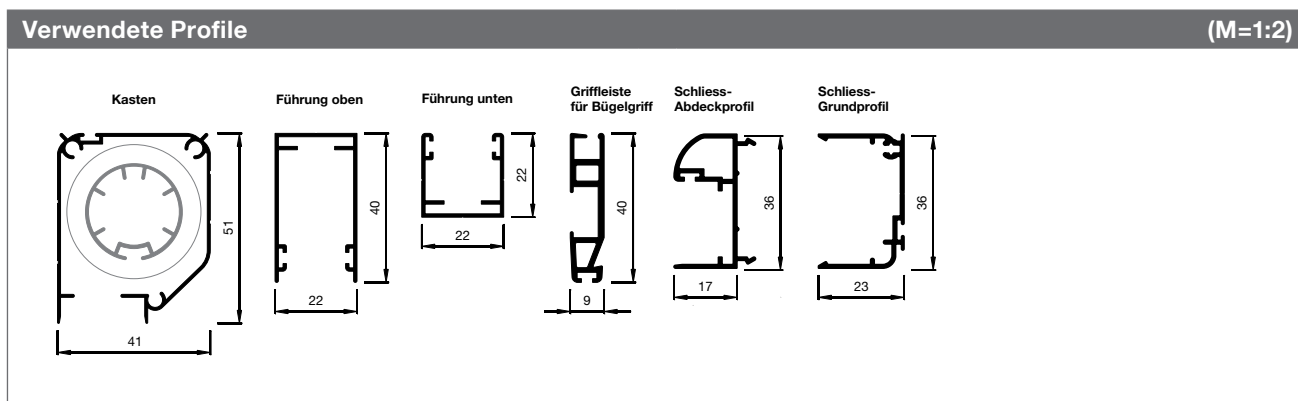 Verwendete Profile (M=1:2)
Kasten
Führung oben
Führung unten
Griffleiste
für Bügelgriff
Schliess-
Abdeckprofil
Schliess-
Grundprofil
51
41
40
22
22
22
40
9
36
17
36
23